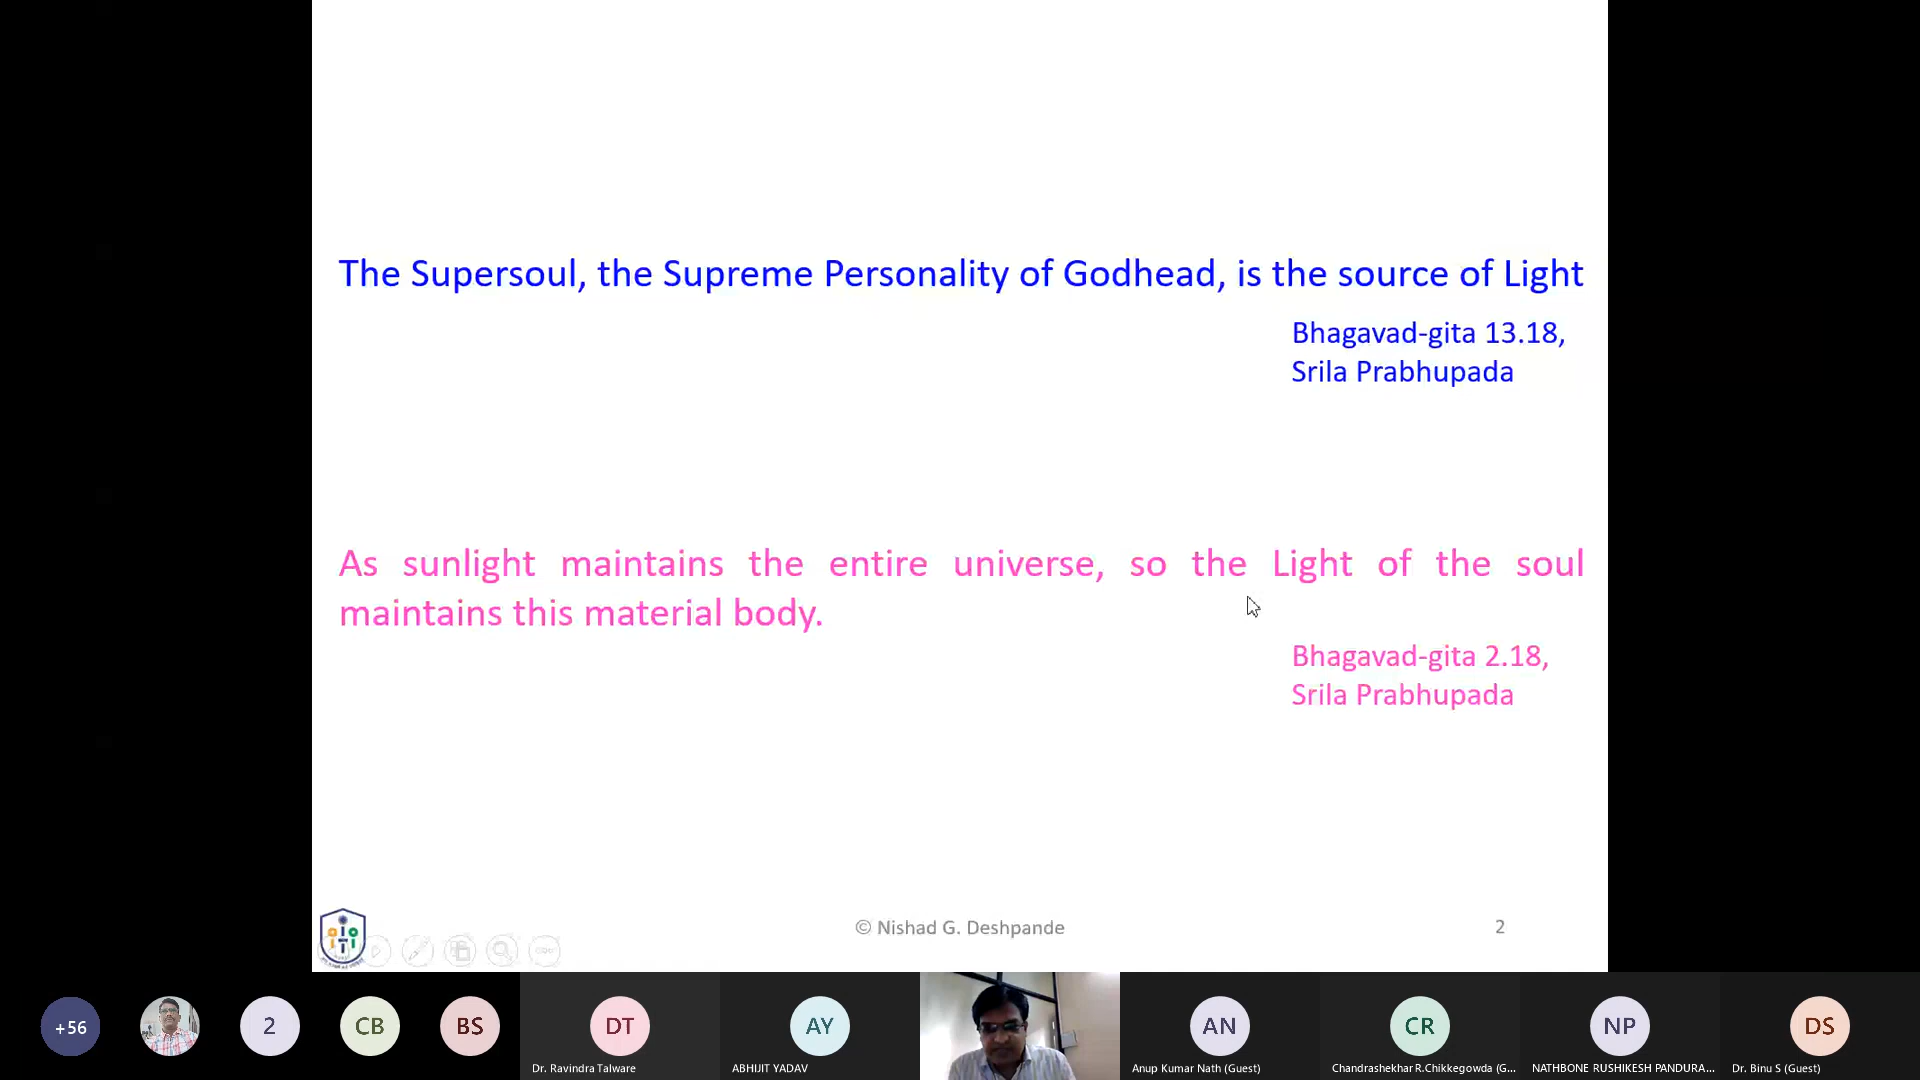 The Supersoul, the Supreme Personality of Godhead, is the source of Light
Bhagavad-gita 13.18,
Srila Prabhupada
As sunlight maintains the entire universe, so the Light of the soul
maintains this material body.
Bhagavad-gita 2.18,
Srila Prabhupada
© Nishad G. Deshpande
2
+56
2
CB
BS
DT
AY
AN
CR
NP
DS
Dr. Ravindra Talware
ABHIJIT YADAV
Anup Kumar Nath (Guest)
Chandrashekhar R.Chikkegowda (G...
NATHBONE RUSHIKESH PANDURA...
Dr. Binu S (Guest)